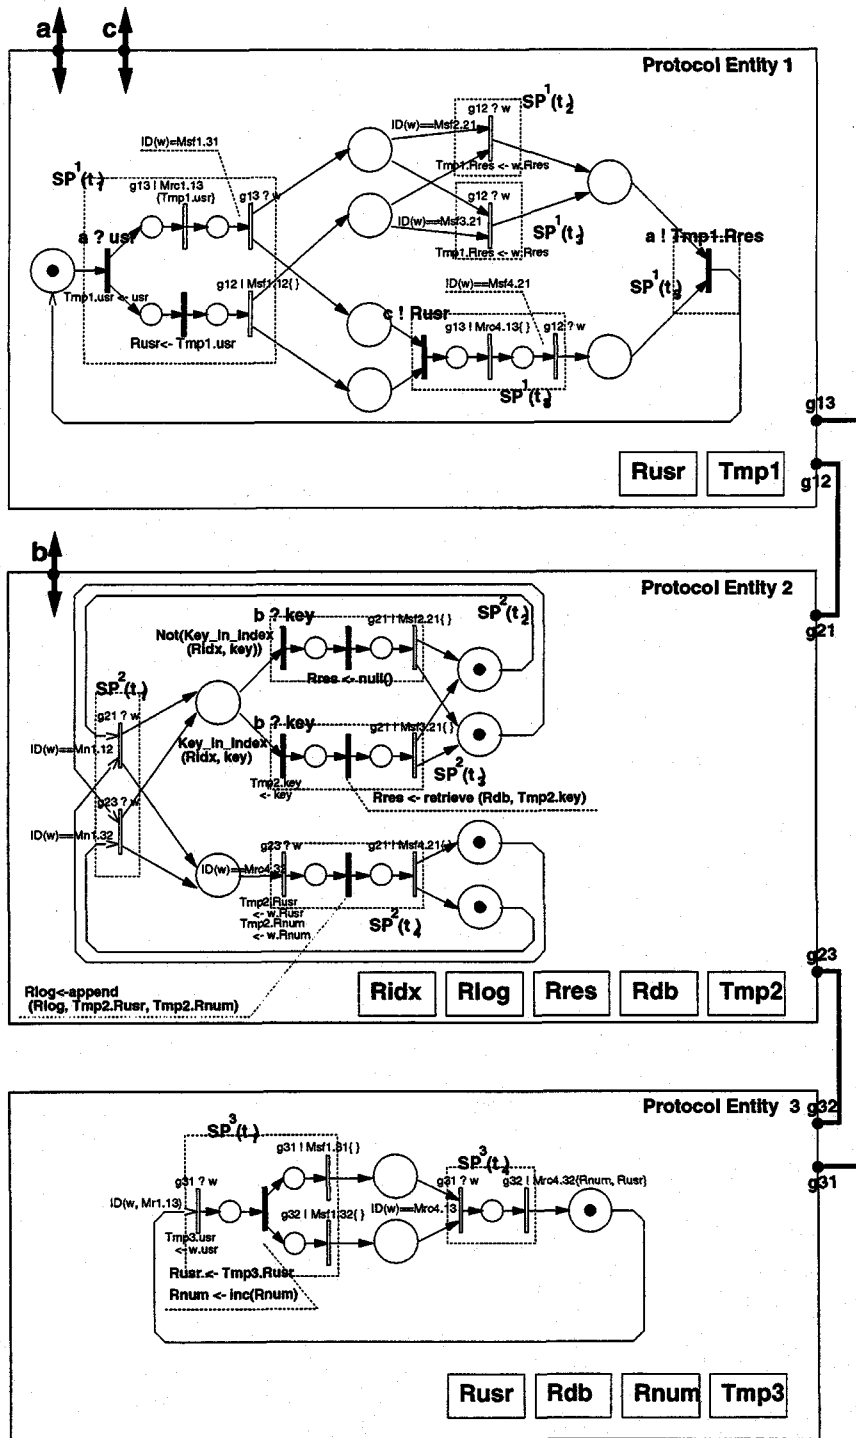 a
c
Protocol Entity 1
SP¹(t₂)
g12 ? w
ID(w)==Msf2.21
Tmp1.Rres <- w.Rres
ID(w)=Msf1.31
SP¹(t₁)
g13 ! Mrc1.13
{Tmp1.usr}
g13 ? w
g12 ? w
ID(w)==Msf3.21
SP¹(t₃)
Tmp1.Rres <- w.Rres
a ? usr
a ! Tmp1.Rres
Tmp1.usr <- usr
g12 ! Msf1.12{ }
ID(w)==Msf4.21
SP¹(t₅)
c ! Rusr
g13 ! Mro4.13{ }
g12 ? w
Rusr<- Tmp1.usr
SP¹(t₄)
g13
Rusr
Tmp1
g12
b
Protocol Entity 2
b ? key
g21 ! Msf2.21{ }
SP²(t₂)
g21
Not(Key_In_Index
(Ridx, key))
Rres <- null()
SP²(t₁)
g21 ? w
b ? key
g21 ! Msf3.21{ }
ID(w)==Mn1.12
Key_In_Index
(Ridx, key)
SP²(t₃)
Tmp2.key
<- key
Rres <- retrieve (Rdb, Tmp2.key)
g23 ? w
ID(w)==Mn1.32
g23 ? w
g21 ! Msf4.21{ }
ID(w)==Mro4.32
Tmp2.Rusr
<- w.Rusr
Tmp2.Rnum
<- w.Rnum
SP²(t₄)
g23
Rlog<-append
(Rlog, Tmp2.Rusr, Tmp2.Rnum)
Ridx
Rlog
Rres
Rdb
Tmp2
Protocol Entity 3
g32
SP³(t₁)
g31 ! Msf1.31{ }
SP³(t₄)
g31
g31 ? w
g31 ? w
g32 ! Mro4.32{Rnum, Rusr}
ID(w, Mr1.13)
ID(w)==Mro4.13
g32 ! Msf1.32{ }
Tmp3.usr
<-w.usr
Rusr <- Tmp3.Rusr
Rnum <- inc(Rnum)
Rusr
Rdb
Rnum
Tmp3